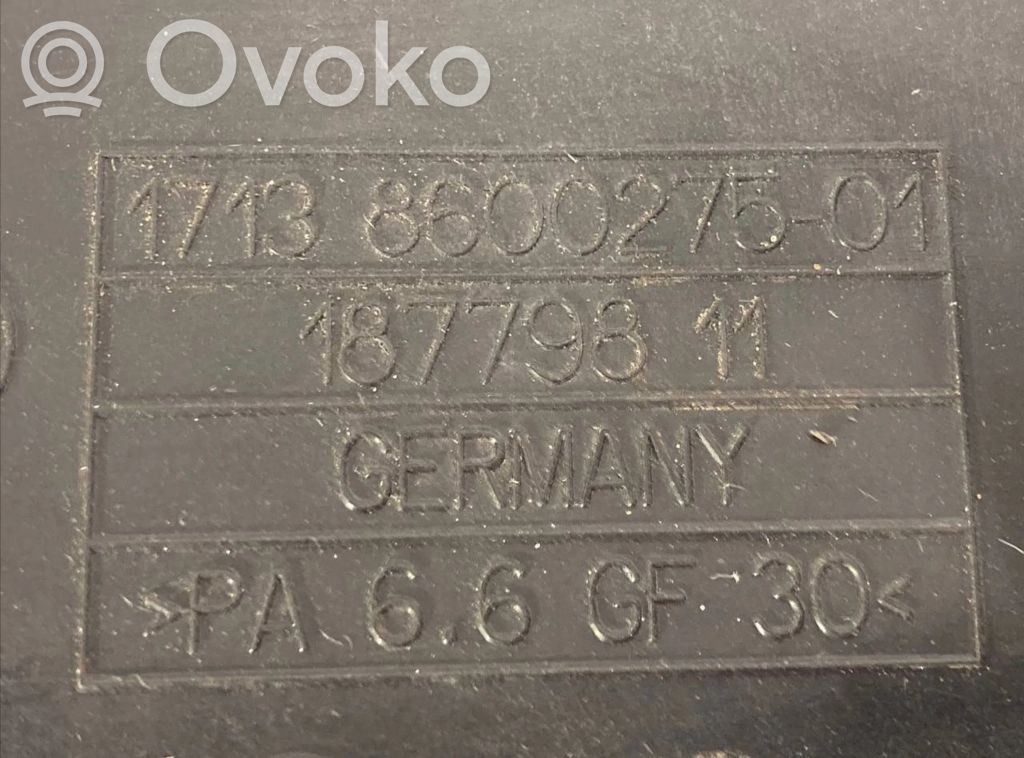 Ovoko
1713 8600275-01
187798 11
GERMANY
>PA 6.6 GF 30<